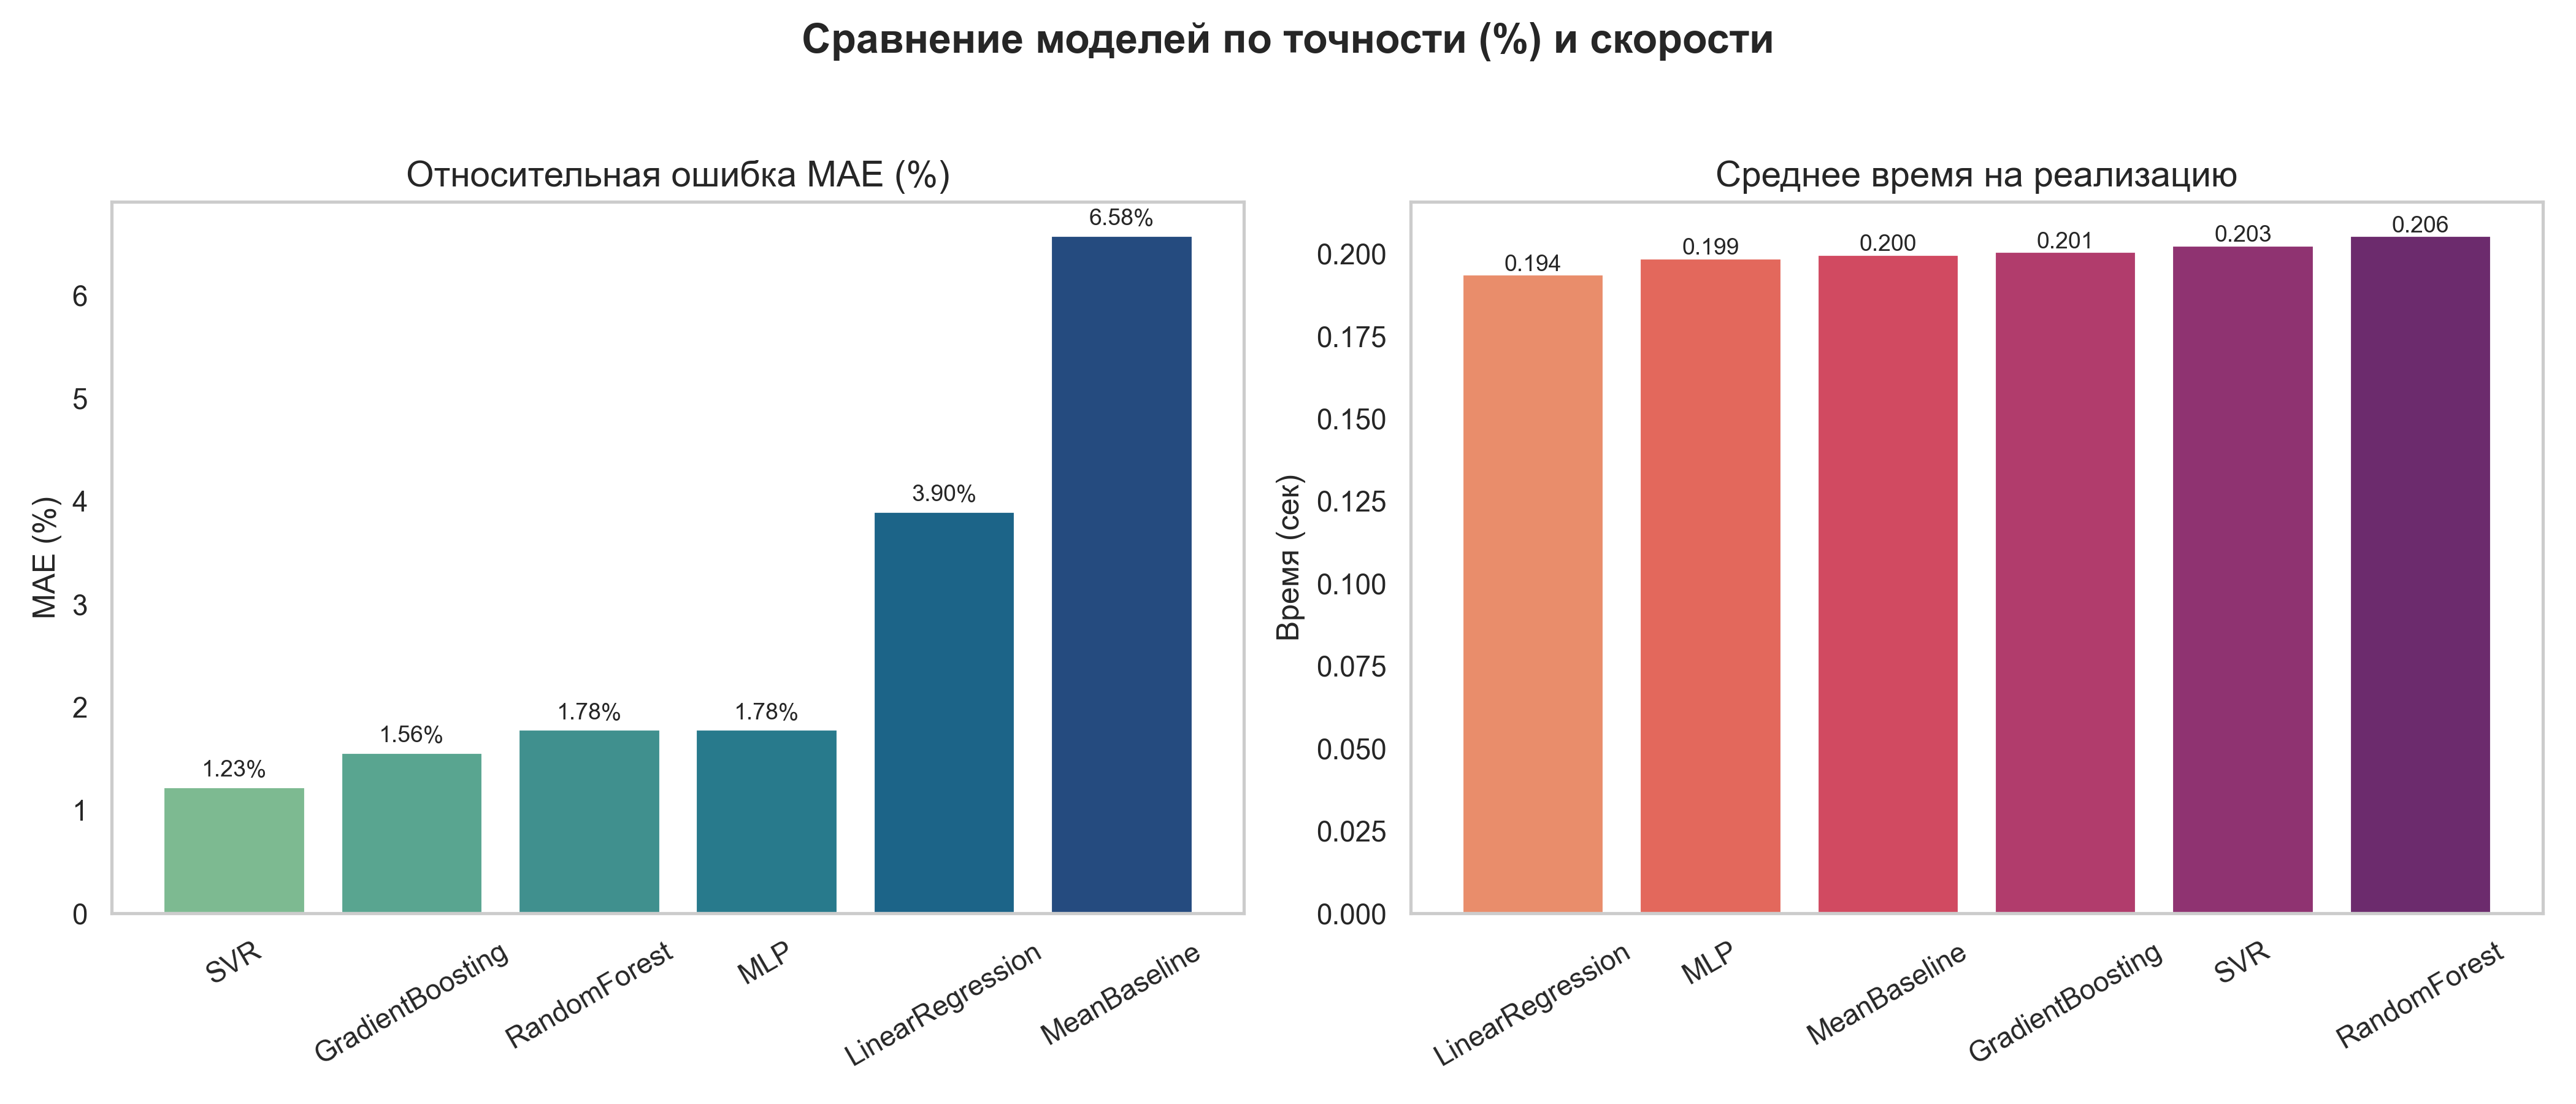 Сравнение моделей по точности (%) и скорости
Относительная ошибка MAE (%)
MAE (%)
6
5
4
3
2
1
0
1.23%
1.56%
1.78%
1.78%
3.90%
6.58%
SVR
GradientBoosting
RandomForest
MLP
LinearRegression
MeanBaseline
Среднее время на реализацию
Время (сек)
0.200
0.175
0.150
0.125
0.100
0.075
0.050
0.025
0.000
0.194
0.199
0.200
0.201
0.203
0.206
LinearRegression
MLP
MeanBaseline
GradientBoosting
SVR
RandomForest